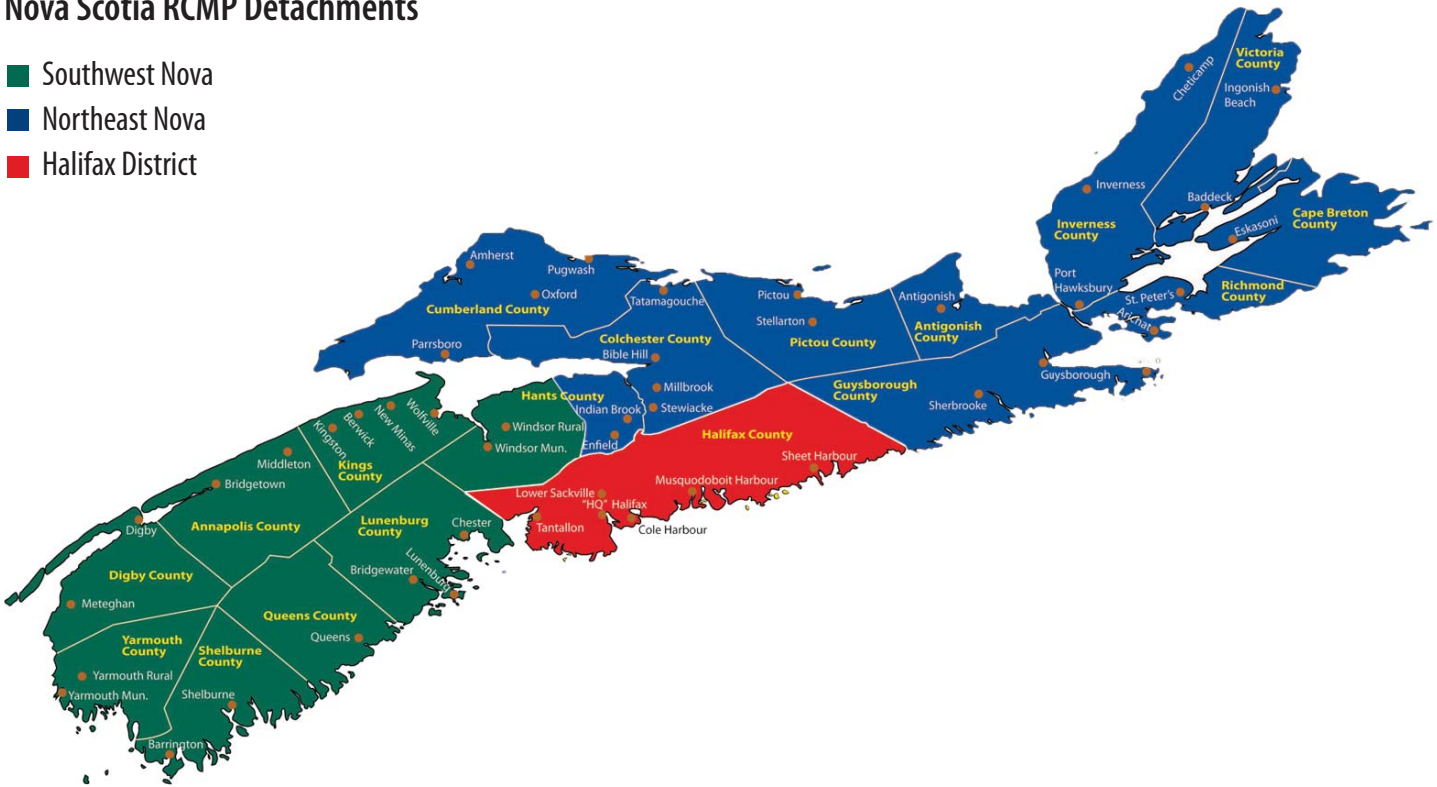 Nova Scotia RCMP Detachments
Southwest Nova
Northeast Nova
Halifax District
Victoria
County
Cheticamp
Ingonish
Beach
Inverness
Baddeck
Inverness
County
Eskasoni
Cape Breton
County
Port
Hawksbury
St. Peter's
Richmond
County
Arichat
Amherst
Pugwash
Oxford
Tatamagouche
Cumberland County
Pictou
Antigonish
Stellarton
Antigonish
County
Colchester County
Pictou County
Parrsboro
Bible Hill
Guysborough
Millbrook
Guysborough
County
Hants County
Indian Brook
Stewiacke
Sherbrooke
Wolfville
New Minas
Berwick
Kingston
Windsor Rural
Enfield
Windsor Mun.
Halifax County
Middleton
Kings
County
Sheet Harbour
Bridgetown
Musquodoboit Harbour
Lower Sackville
"HQ" Halifax
Digby
Annapolis County
Lunenburg
County
Chester
Tantallon
Cole Harbour
Lunenburg
Bridgewater
Digby County
Meteghan
Queens County
Queens
Yarmouth
County
Shelburne
County
Yarmouth Rural
Yarmouth Mun.
Shelburne
Barrington